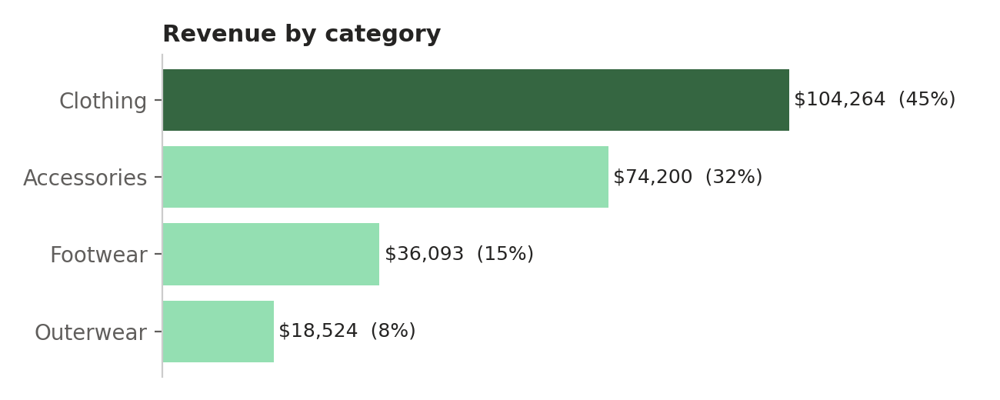 Revenue by category
Clothing $104,264 (45%)
Accessories $74,200 (32%)
Footwear $36,093 (15%)
Outerwear $18,524 (8%)